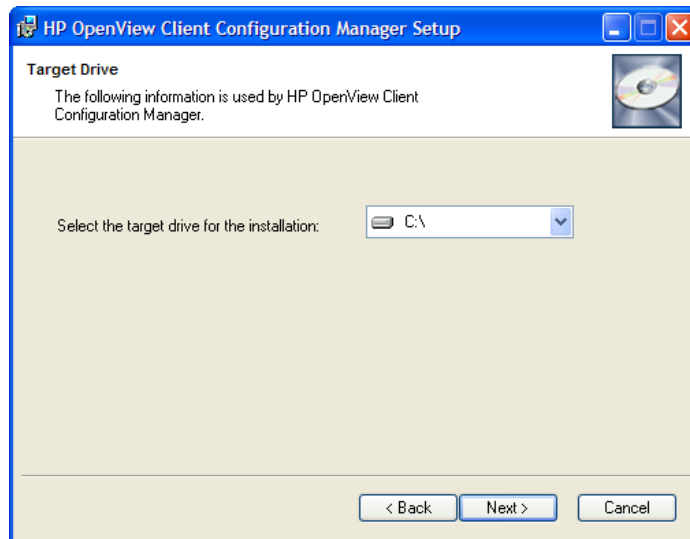 HP OpenView Client Configuration Manager Setup
Target Drive
The following information is used by HP OpenView Client
Configuration Manager.
Select the target drive for the installation:
C:\
< Back
Next >
Cancel